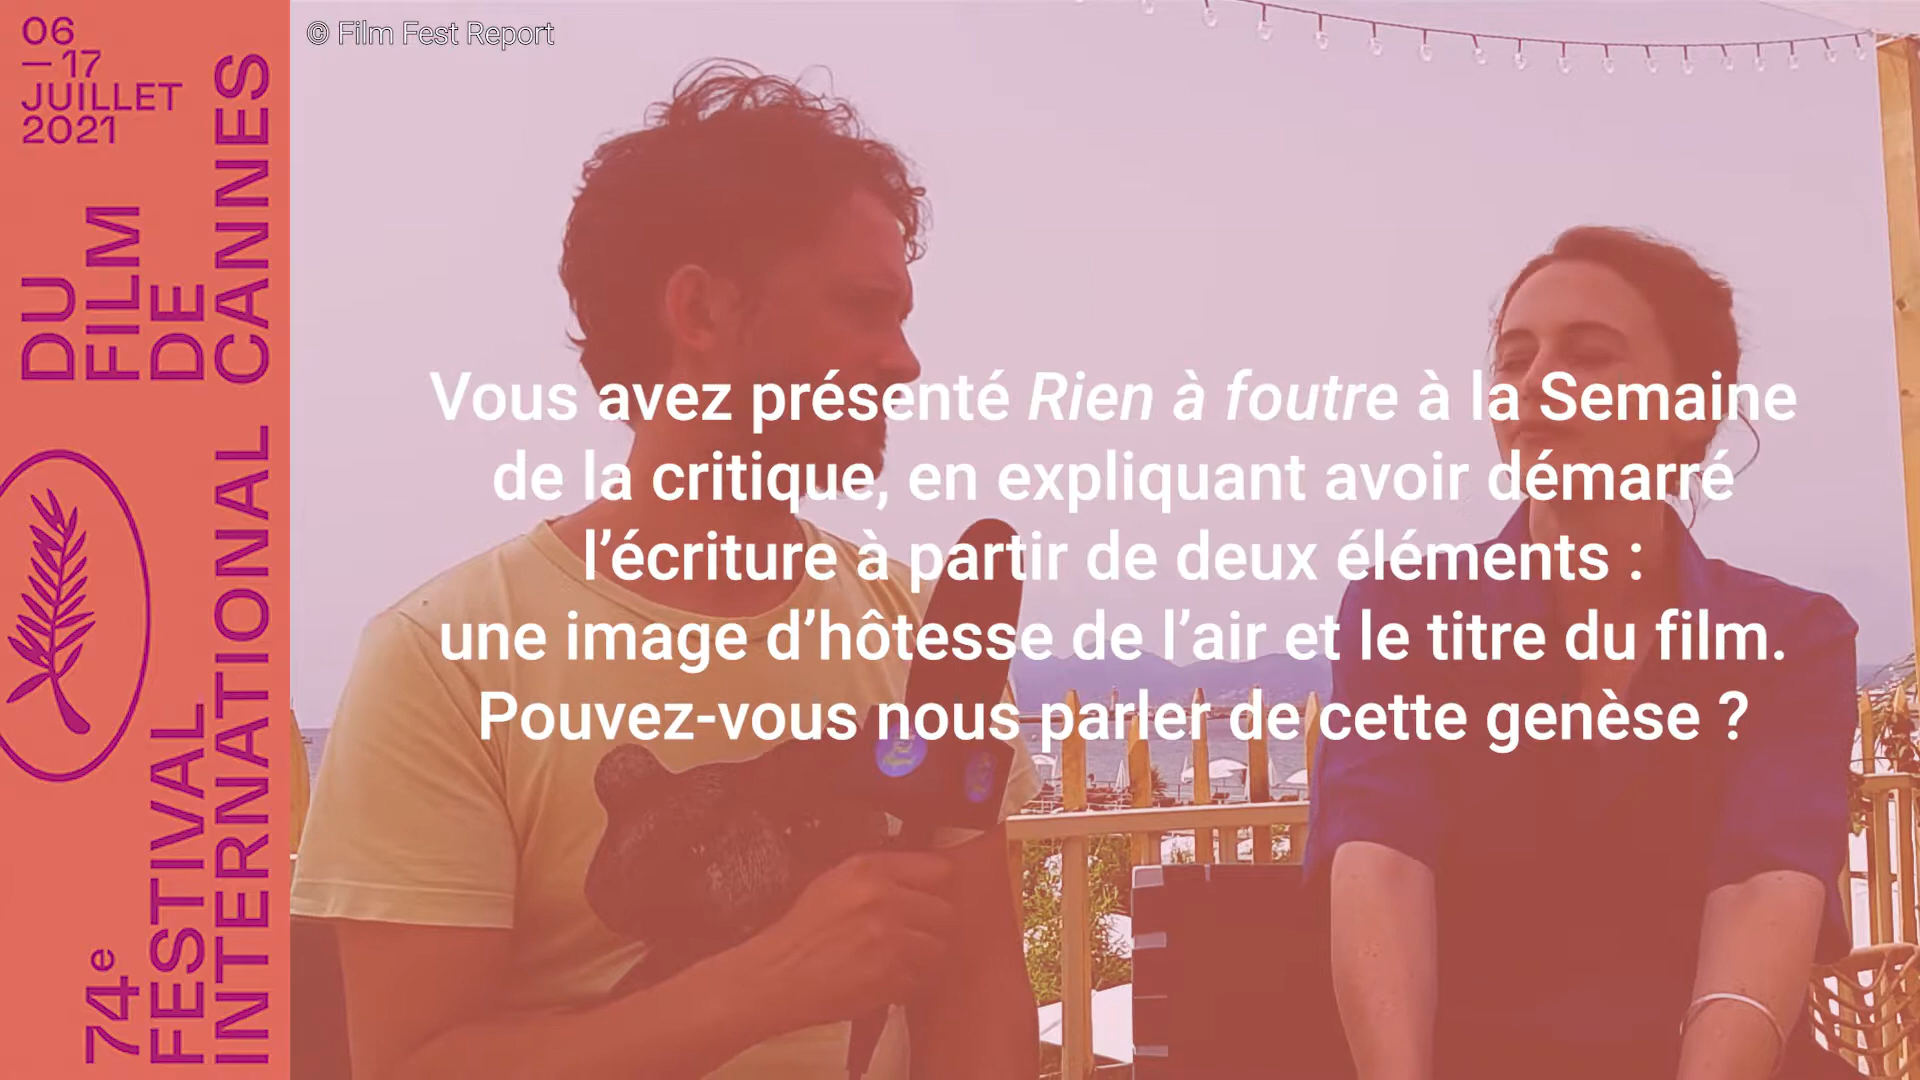 06
– 17
JUILLET
2021
74e
FESTIVAL
INTERNATIONAL
DU
FILM
DE
CANNES
© Film Fest Report
Vous avez présenté Rien à foutre à la Semaine
de la critique, en expliquant avoir démarré
l’écriture à partir de deux éléments :
une image d’hôtesse de l’air et le titre du film.
Pouvez-vous nous parler de cette genèse ?